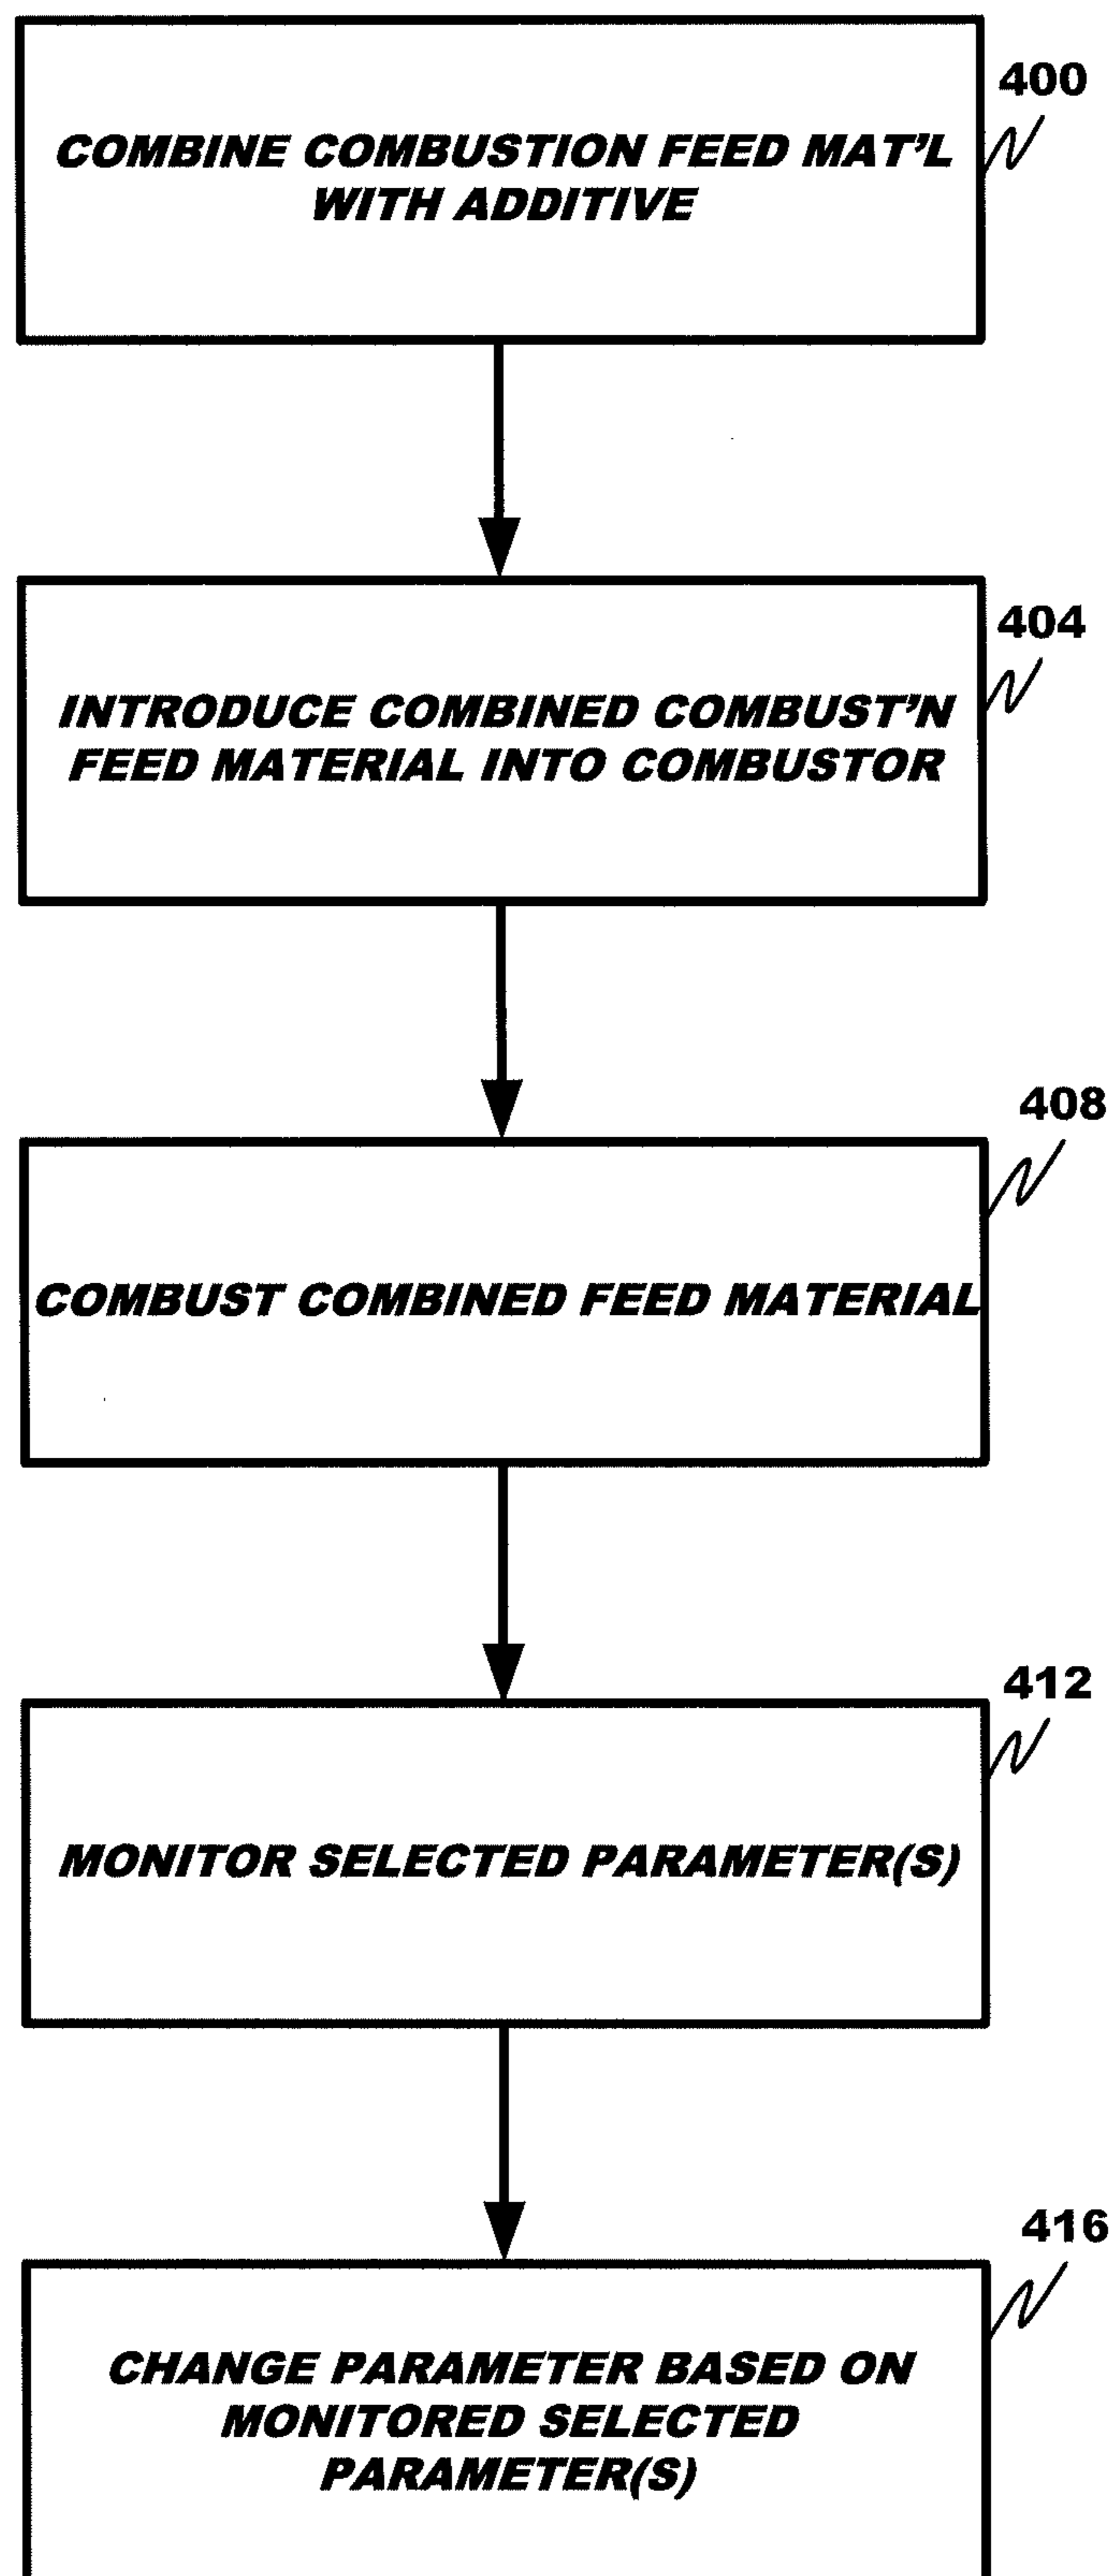 400
COMBINE COMBUSTION FEED MAT'L
WITH ADDITIVE
404
INTRODUCE COMBINED COMBUST'N
FEED MATERIAL INTO COMBUSTOR
408
COMBUST COMBINED FEED MATERIAL
412
MONITOR SELECTED PARAMETER(S)
416
CHANGE PARAMETER BASED ON
MONITORED SELECTED
PARAMETER(S)